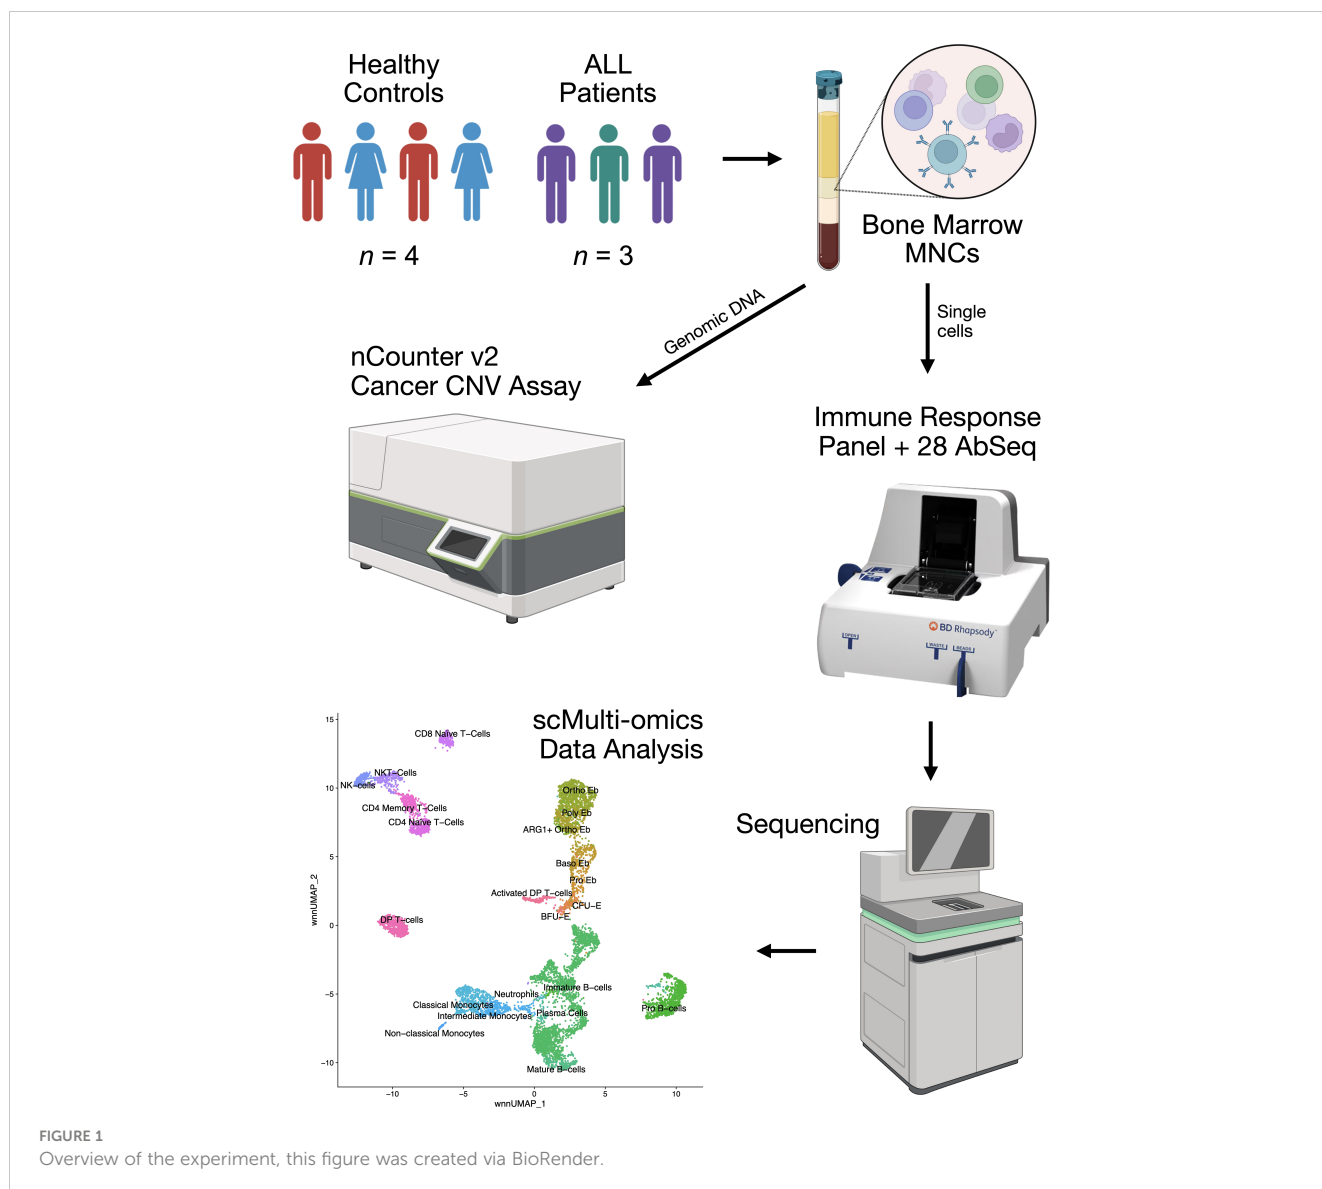 Healthy
Controls
ALL
Patients
n = 4
n = 3
Bone Marrow
MNCs
Genomic DNA
Single
cells
nCounter v2
Cancer CNV Assay
Immune Response
Panel + 28 AbSeq
BD Rhapsody
OPEN
WASTE
BEADS
scMulti-omics
Data Analysis
Sequencing
15
10
5
0
−5
−10
wnnUMAP_2
CD8 Naïve T−Cells
NKT−Cells
NK−cells
CD4 Memory T−Cells
CD4 Naïve T−Cells
Ortho Eb
Poly Eb
ARG1+ Ortho Eb
Baso Eb
Pro Eb
Activated DP T−cells
CFU−E
BFU−E
DP T−cells
Immature B−cells
Neutrophils
Classical Monocytes
Intermediate Monocytes
Plasma Cells
Pro B−cells
Non−classical Monocytes
Mature B−cells
−10
−5
0
5
10
wnnUMAP_1
FIGURE 1
Overview of the experiment, this figure was created via BioRender.